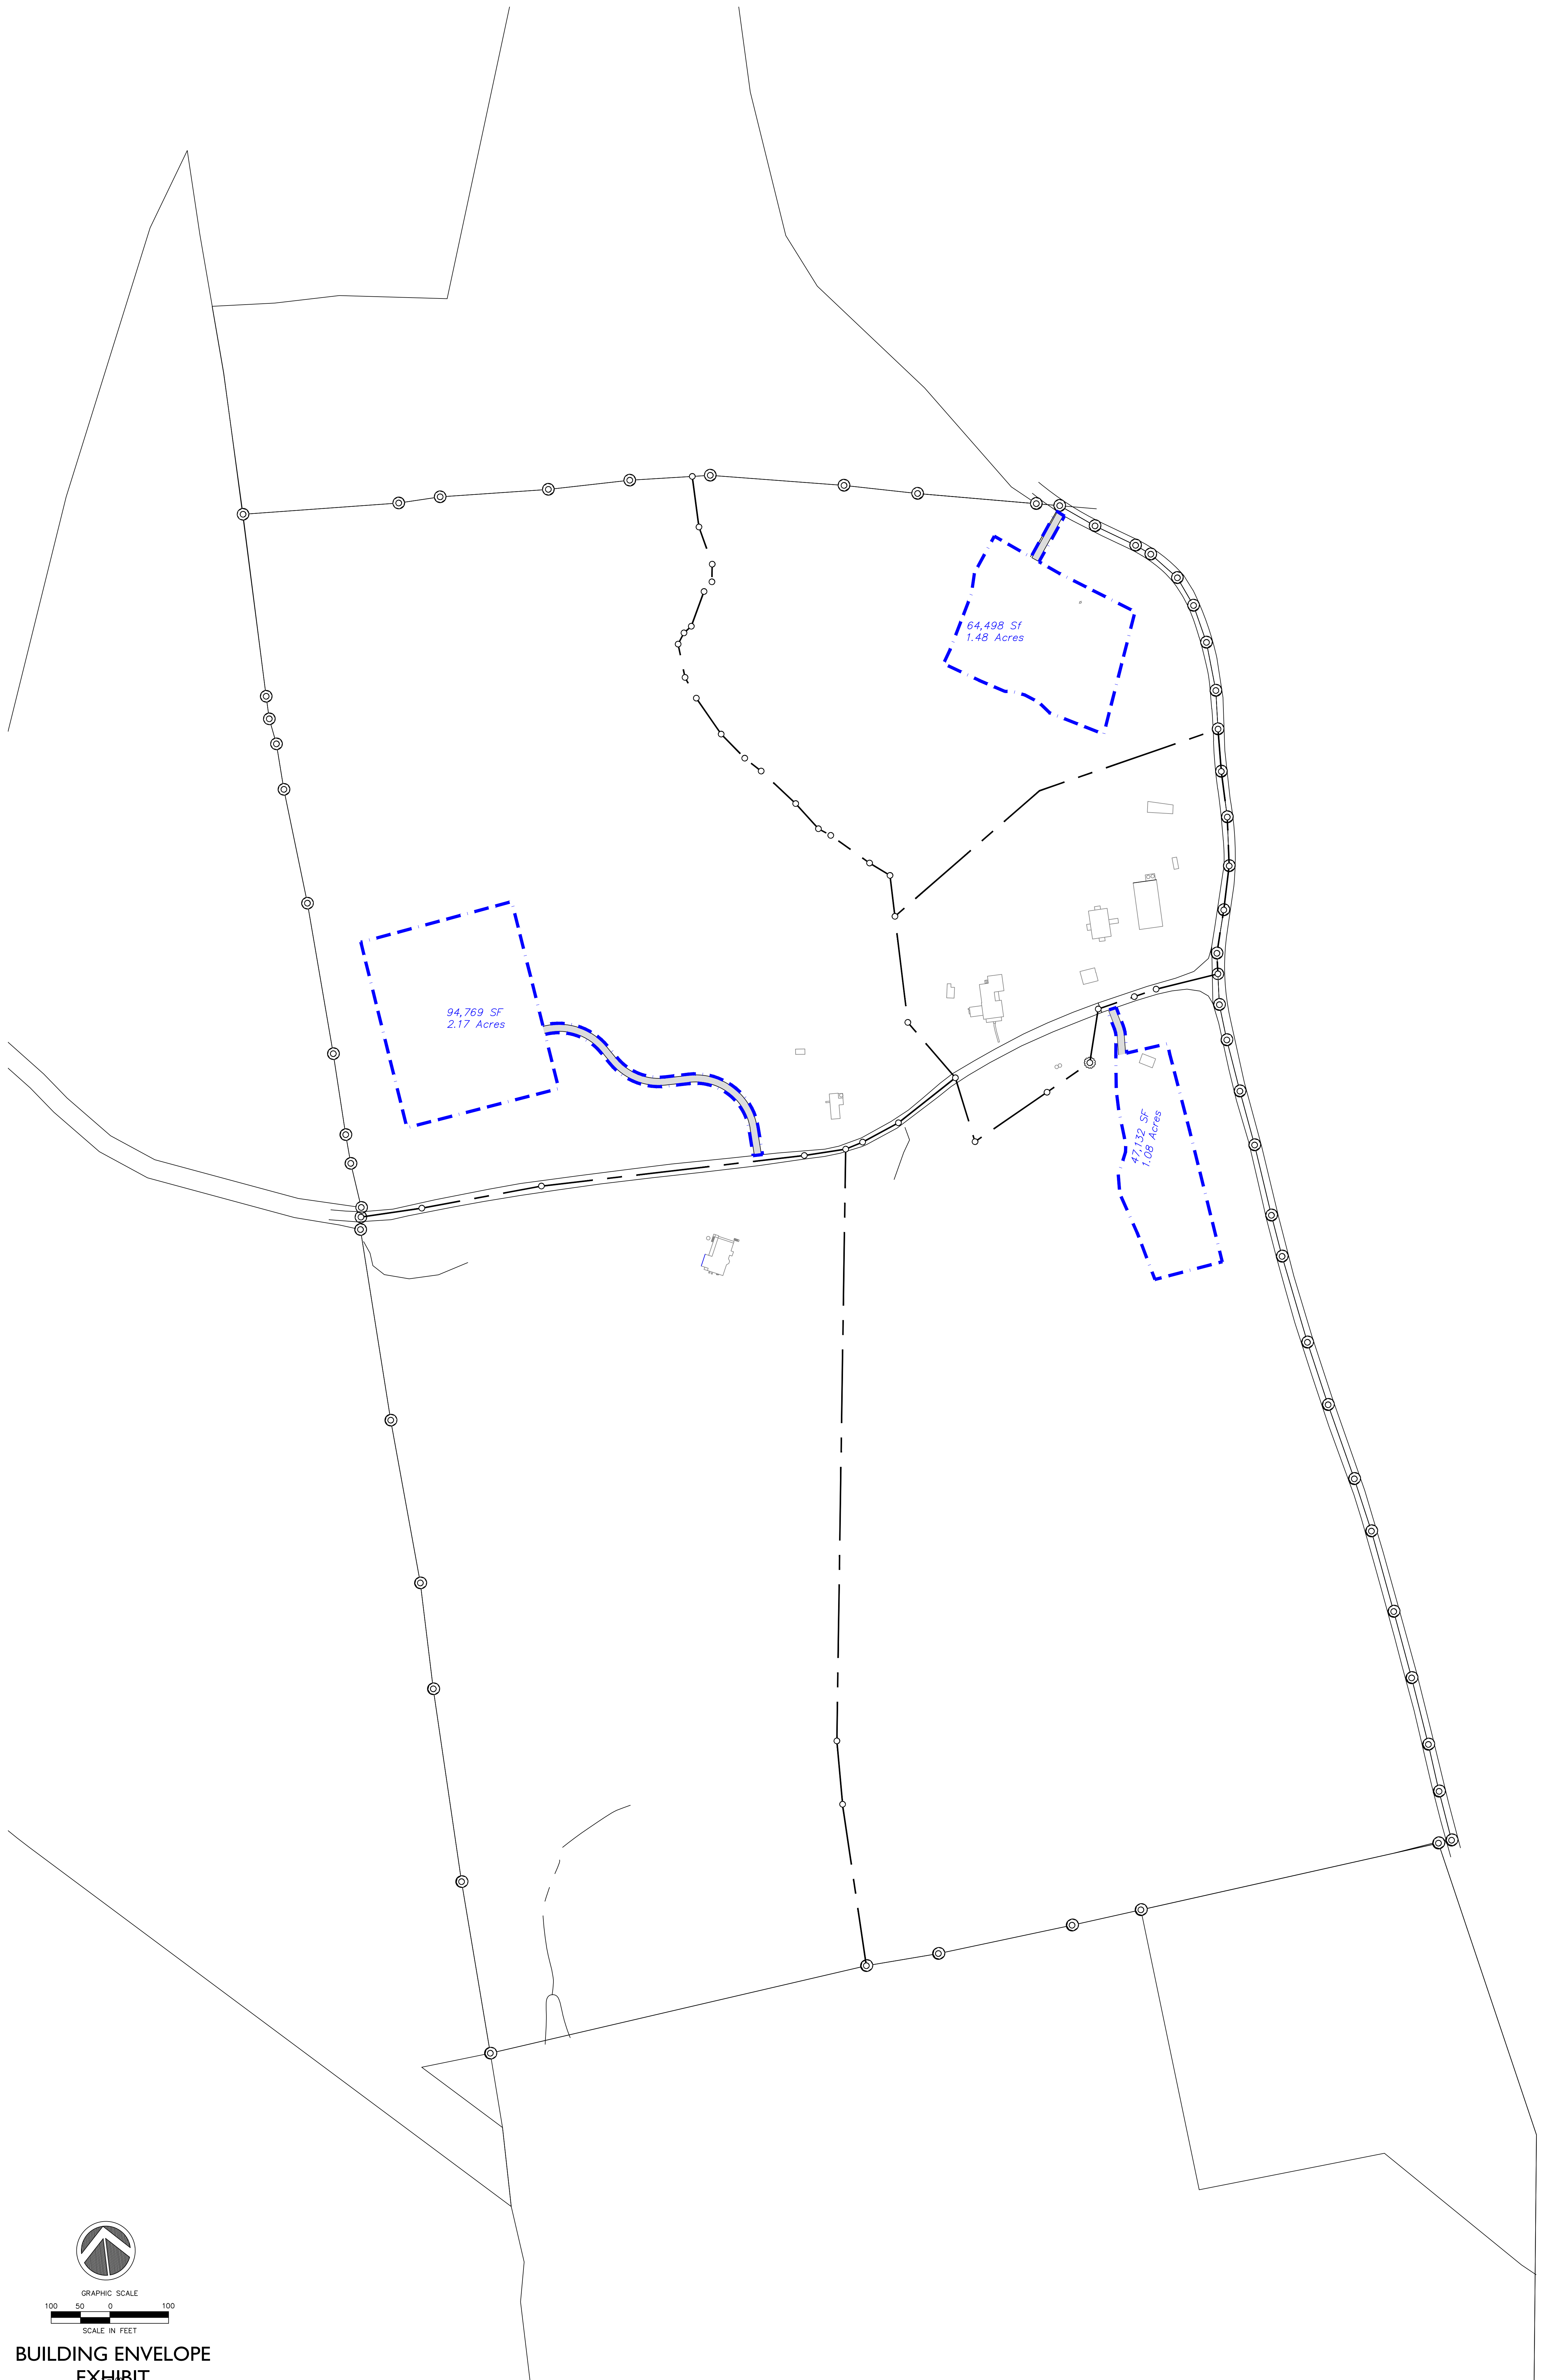 64,498 Sf
1.48 Acres
94,769 SF
2.17 Acres
47,132 SF
1.08 Acres
GRAPHIC SCALE
100 50 0 100
SCALE IN FEET
BUILDING ENVELOPE
EXHIBIT